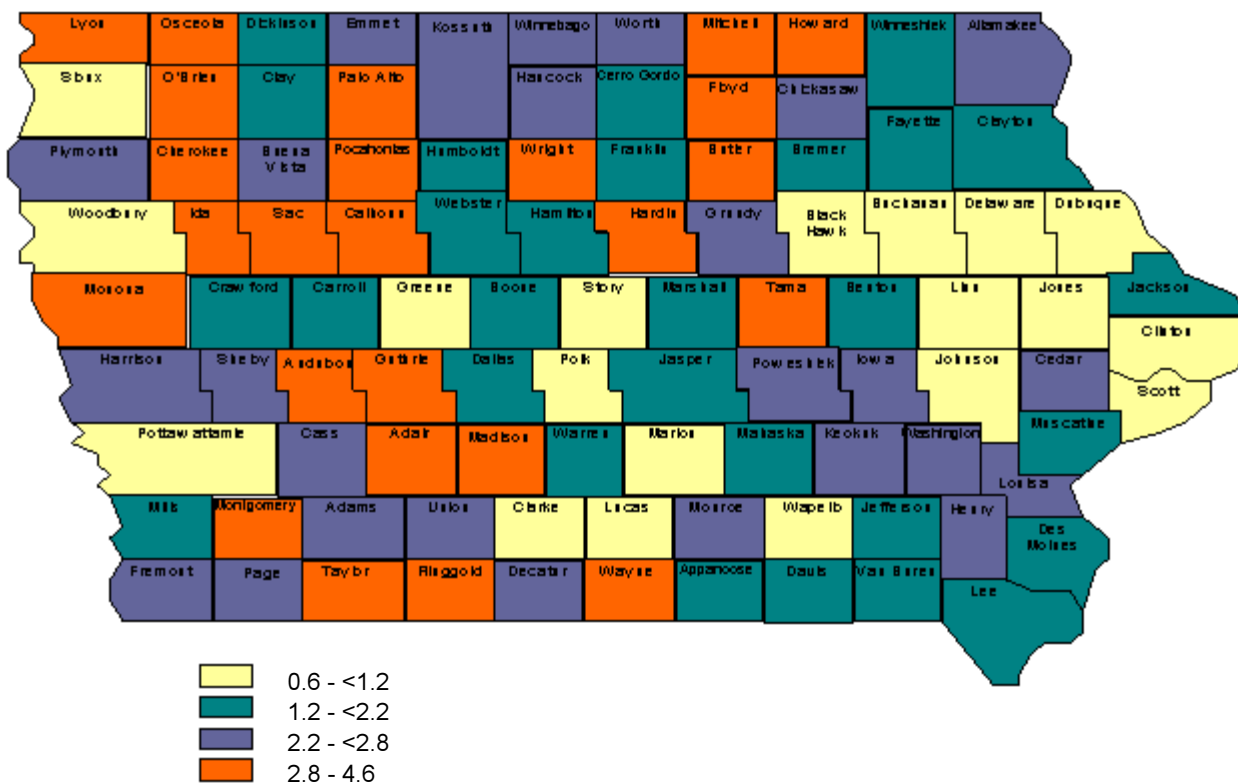 Lyon Osceola Dickinson Emmet Kossuth Winnebago Worth Mitchell Howard Winneshiek Allamakee
Sioux O'Brien Clay Palo Alto Hancock Cerro Gordo Floyd Chickasaw
Fayette Clayton
Plymouth Cherokee Buena Vista Pocahontas Humboldt Wright Franklin Butler Bremer
Woodbury Ida Sac Calhoun Webster Hamilton Hardin Grundy Black Hawk Buchanan Delaware Dubuque
Monona Crawford Carroll Greene Boone Story Marshall Tama Benton Linn Jones Jackson
Clinton
Harrison Shelby Audubon Guthrie Dallas Polk Jasper Poweshiek Iowa Johnson Cedar
Scott
Pottawattamie Cass Adair Madison Warren Marion Mahaska Keokuk Washington Muscatine
Louisa
Mills Montgomery Adams Union Clarke Lucas Monroe Wapello Jefferson Henry Des Moines
Fremont Page Taylor Ringgold Decatur Wayne Appanoose Davis Van Buren Lee
0.6 - <1.2
1.2 - <2.2
2.2 - <2.8
2.8 - 4.6